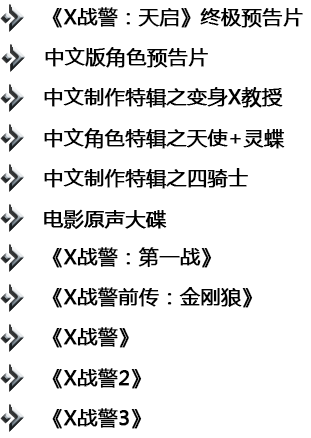 《X战警：天启》终极预告片
中文版角色预告片
中文制作特辑之变身X教授
中文角色特辑之天使+灵蝶
中文制作特辑之四骑士
电影原声大碟
《X战警：第一战》
《X战警前传：金刚狼》
《X战警》
《X战警2》
《X战警3》